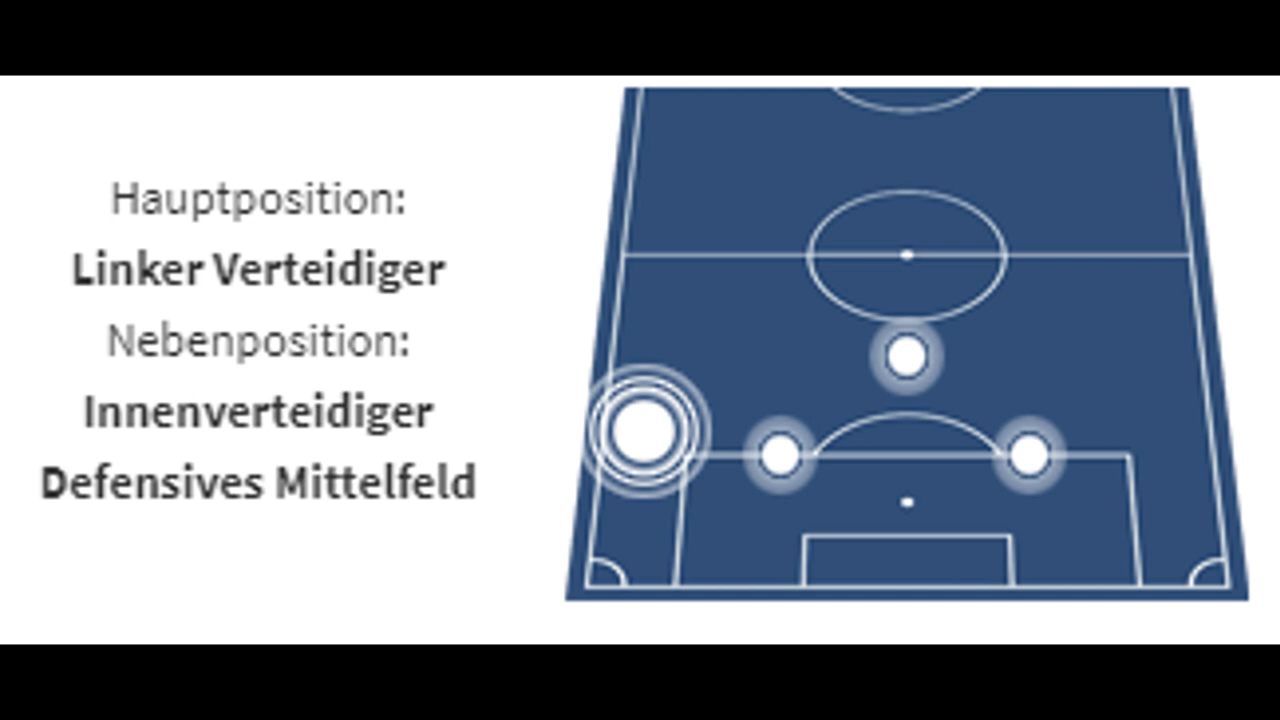 Hauptposition:
Linker Verteidiger
Nebenposition:
Innenverteidiger
Defensives Mittelfeld